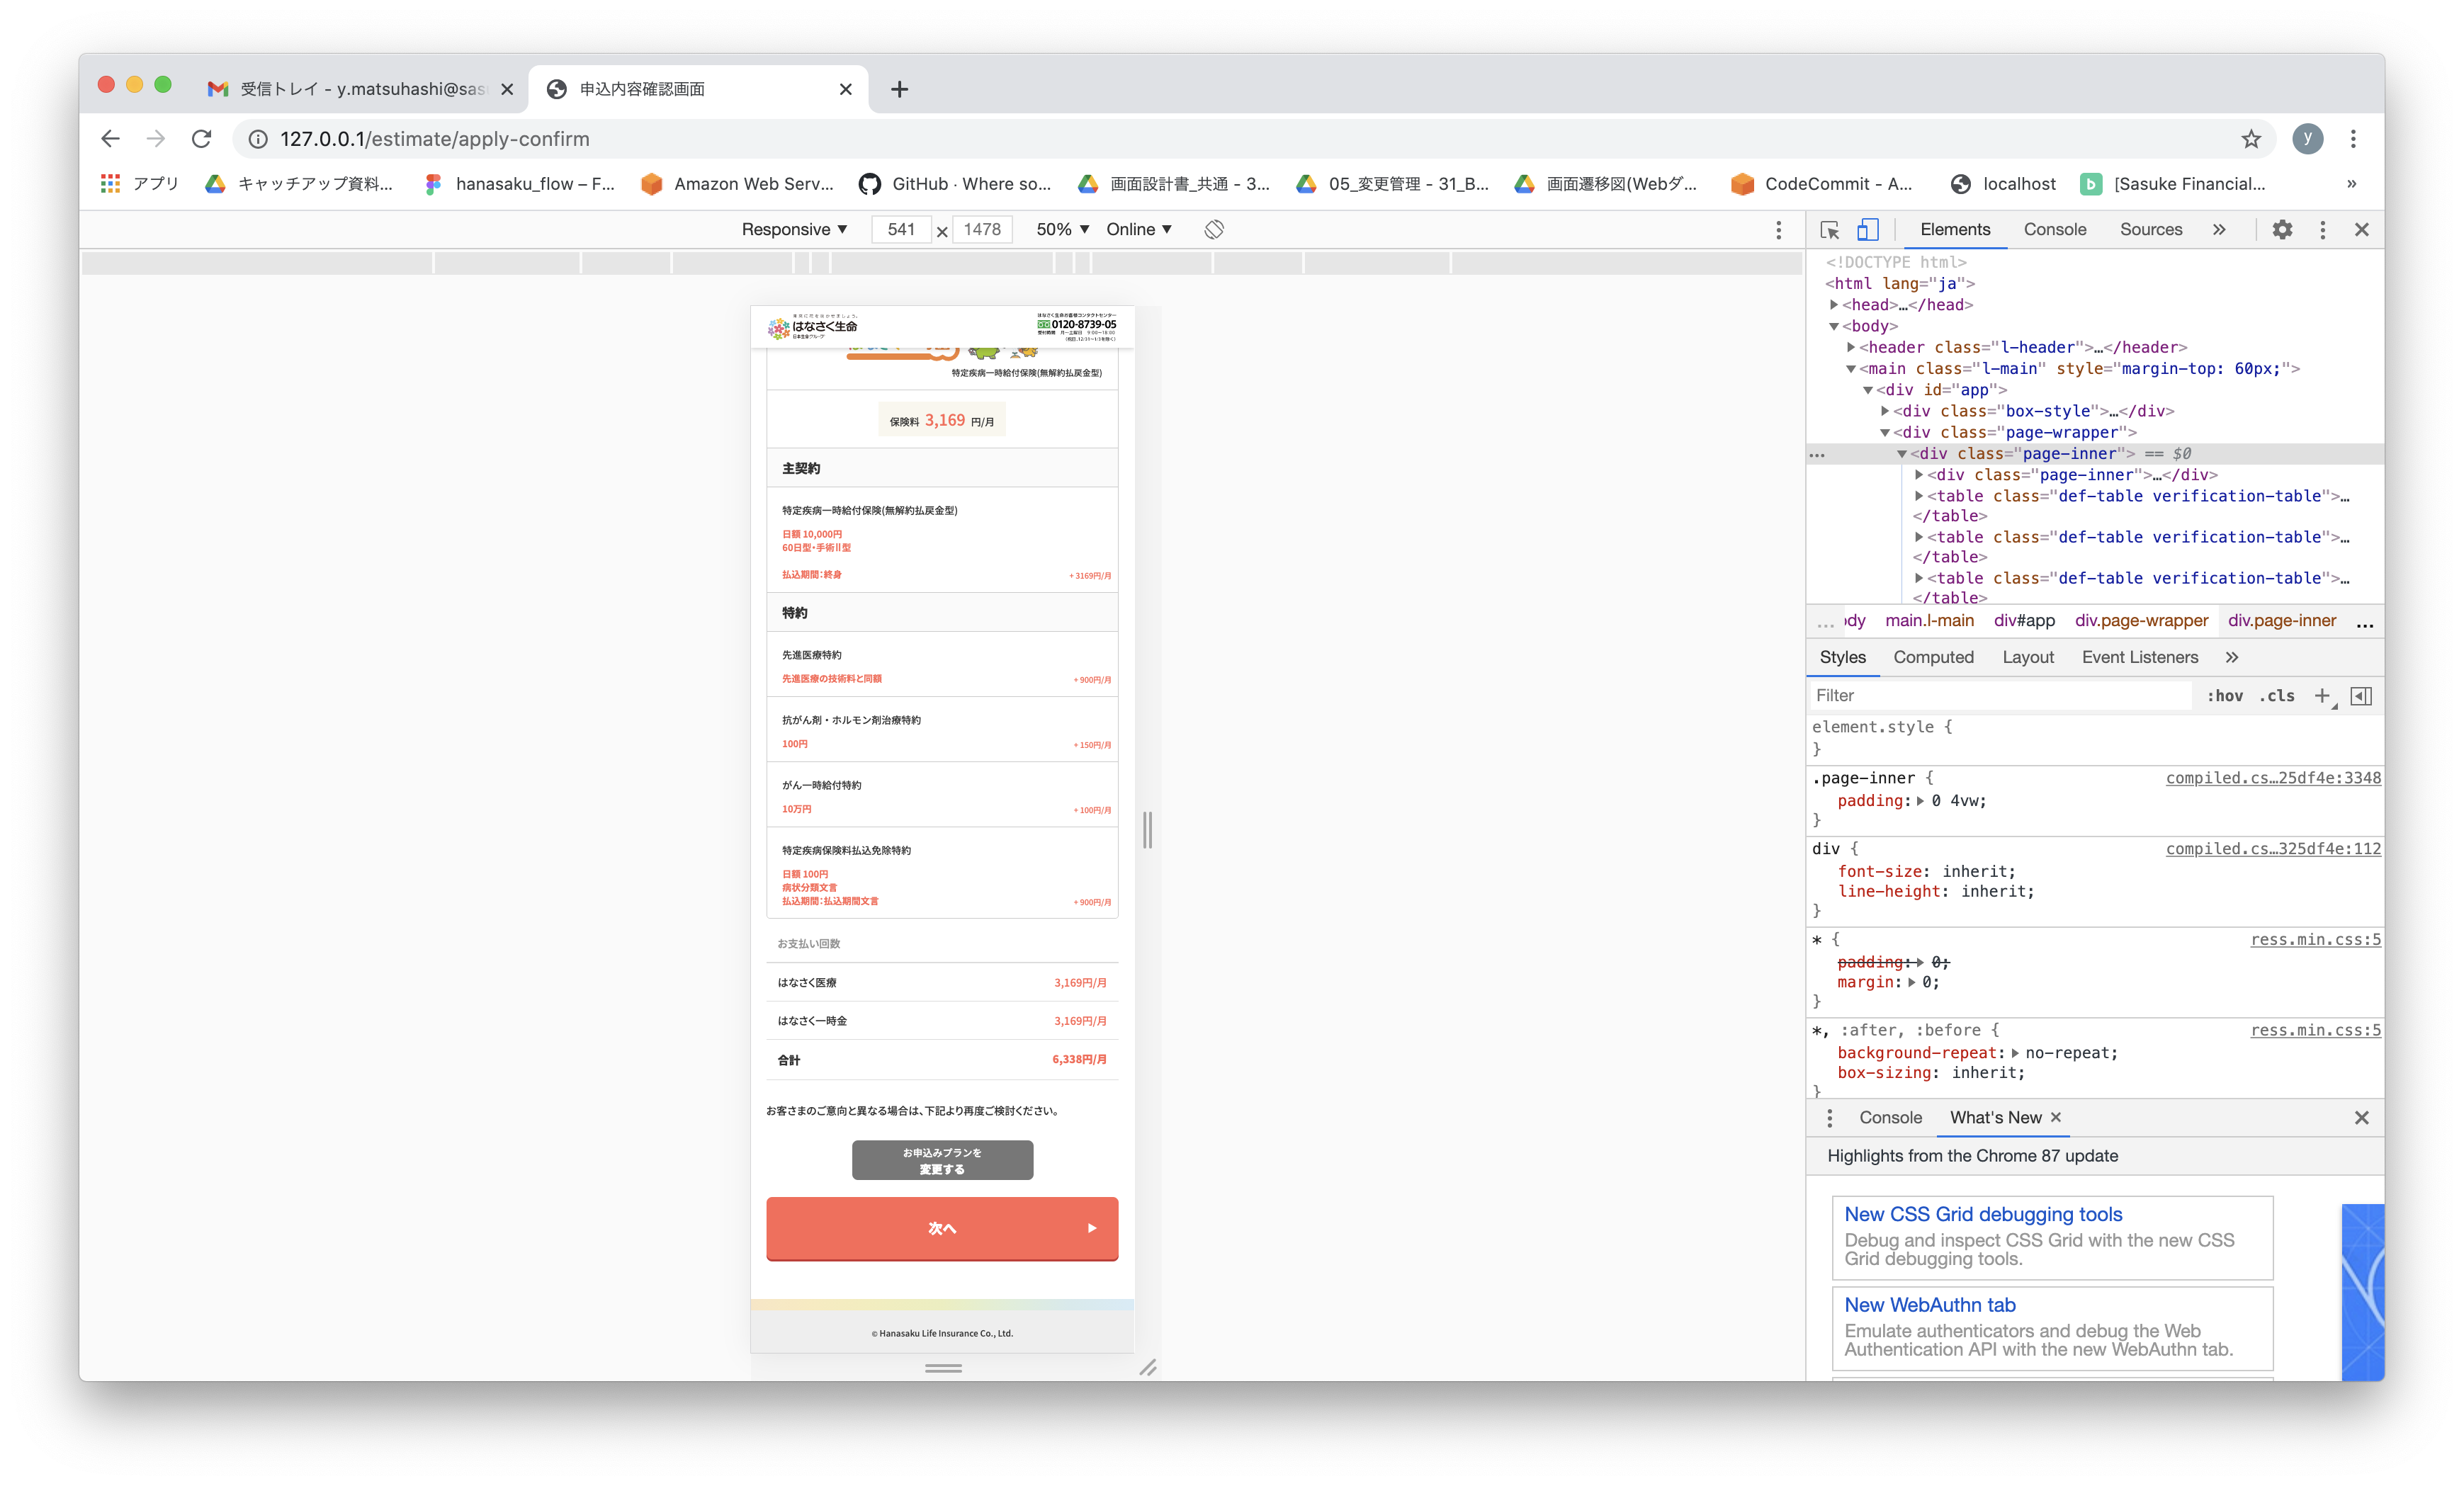 受信トレイ - y.matsuhashi@sas
申込内容確認画面
127.0.0.1/estimate/apply-confirm
y
アプリ
キャッチアップ資料...
hanasaku_flow – F...
Amazon Web Serv...
GitHub · Where so...
画面設計書_共通 - 3...
05_変更管理 - 31_B...
画面遷移図(Webダ...
CodeCommit - A...
localhost
b [Sasuke Financial...
»
Responsive ▼ 541 × 1478 50% ▼ Online ▼
はなさく生命
日本生命グループ
はなさく生命お客様コンタクトセンター
0120-8739-05
特定疾病一時給付保険(無解約払戻金型)
保険料 3,169 円/月
主契約
特定疾病一時給付保険(無解約払戻金型)
日額 10,000円
60日型・手術II型
払込期間:終身
+ 3169円/月
特約
先進医療特約
先進医療の技術料と同額
+ 900円/月
抗がん剤・ホルモン剤治療特約
100円
+ 150円/月
がん一時給付特約
10万円
+ 100円/月
特定疾病保険料払込免除特約
日額 100円
病状分類文言
払込期間:払込期間文言
+ 900円/月
お支払い回数
はなさく医療 3,169円/月
はなさく一時金 3,169円/月
合計 6,338円/月
お客さまのご意向と異なる場合は、下記より再度ご検討ください。
お申込みプランを
変更する
次へ
© Hanasaku Life Insurance Co., Ltd.
Elements Console Sources »
<!DOCTYPE html>
<html lang="ja">
▶<head>…</head>
▼<body>
▶<header class="l-header">…</header>
▼<main class="l-main" style="margin-top: 60px;">
▼<div id="app">
▶<div class="box-style">…</div>
▼<div class="page-wrapper">
… ▼<div class="page-inner"> == $0
▶<div class="page-inner">…</div>
▶<table class="def-table verification-table">…
</table>
▶<table class="def-table verification-table">…
</table>
▶<table class="def-table verification-table">…
</table>
… ody main.l-main div#app div.page-wrapper div.page-inner …
Styles Computed Layout Event Listeners »
Filter :hov .cls +
element.style {
}
.page-inner { compiled.cs…25df4e:3348
padding: ▶ 0 4vw;
}
div { compiled.cs…325df4e:112
font-size: inherit;
line-height: inherit;
}
* { ress.min.css:5
padding: ▶ 0;
margin: ▶ 0;
}
*, :after, :before { ress.min.css:5
background-repeat: ▶ no-repeat;
box-sizing: inherit;
}
Console What's New
Highlights from the Chrome 87 update
New CSS Grid debugging tools
Debug and inspect CSS Grid with the new CSS
Grid debugging tools.
New WebAuthn tab
Emulate authenticators and debug the Web
Authentication API with the new WebAuthn tab.